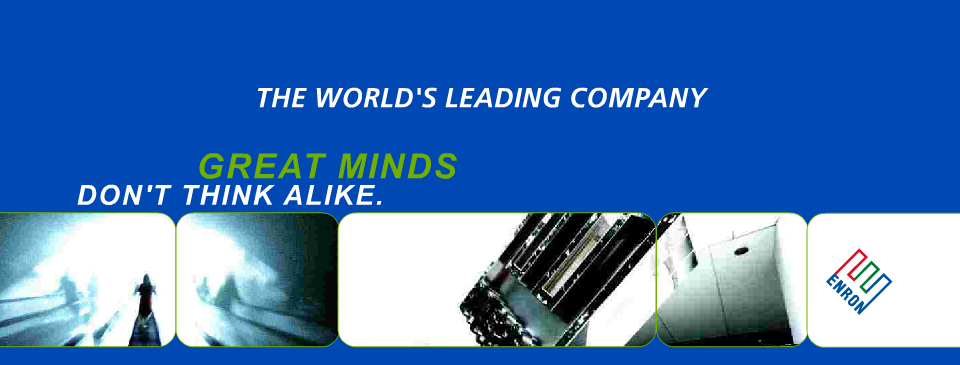 THE WORLD'S LEADING COMPANY
GREAT MINDS
DON'T THINK ALIKE.
ENRON